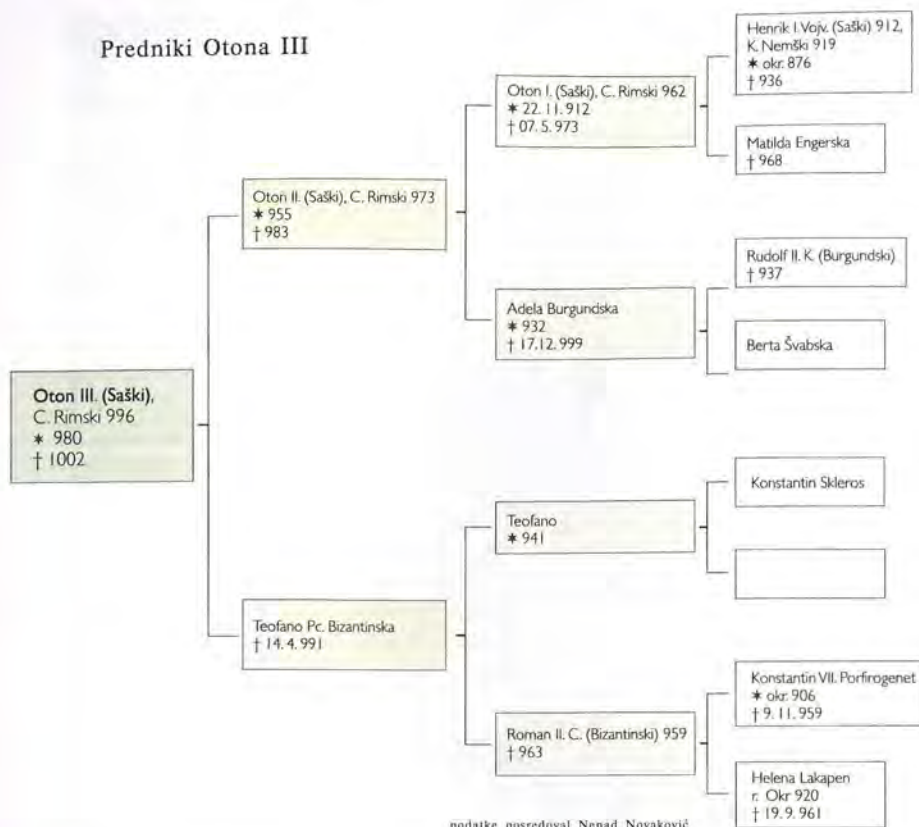 Predniki Otona III
Oton III. (Saški),
C. Rimski 996
* 980
† 1002
Oton II. (Saški), C. Rimski 973
* 955
† 983
Teofano Pc. Bizantinska
† 14.4.991
Oton I. (Saški), C. Rimski 962
* 22.11.912
† 07.5.973
Adela Burgundska
* 932
† 17.12.999
Teofano
* 941
Roman II. C. (Bizantinski) 959
† 963
Henrik I.Vojv. (Saški) 912,
K. Nemški 919
* okr. 876
† 936
Matilda Engerska
† 968
Rudolf II. K. (Burgundski)
† 937
Berta Švabska
Konstantin Skleros
Konstantin VII. Porfirogenet
* okr. 906
† 9.11.959
Helena Lakapen
r. Okr 920
† 19.9.961
podatke posredoval Nenad Novaković